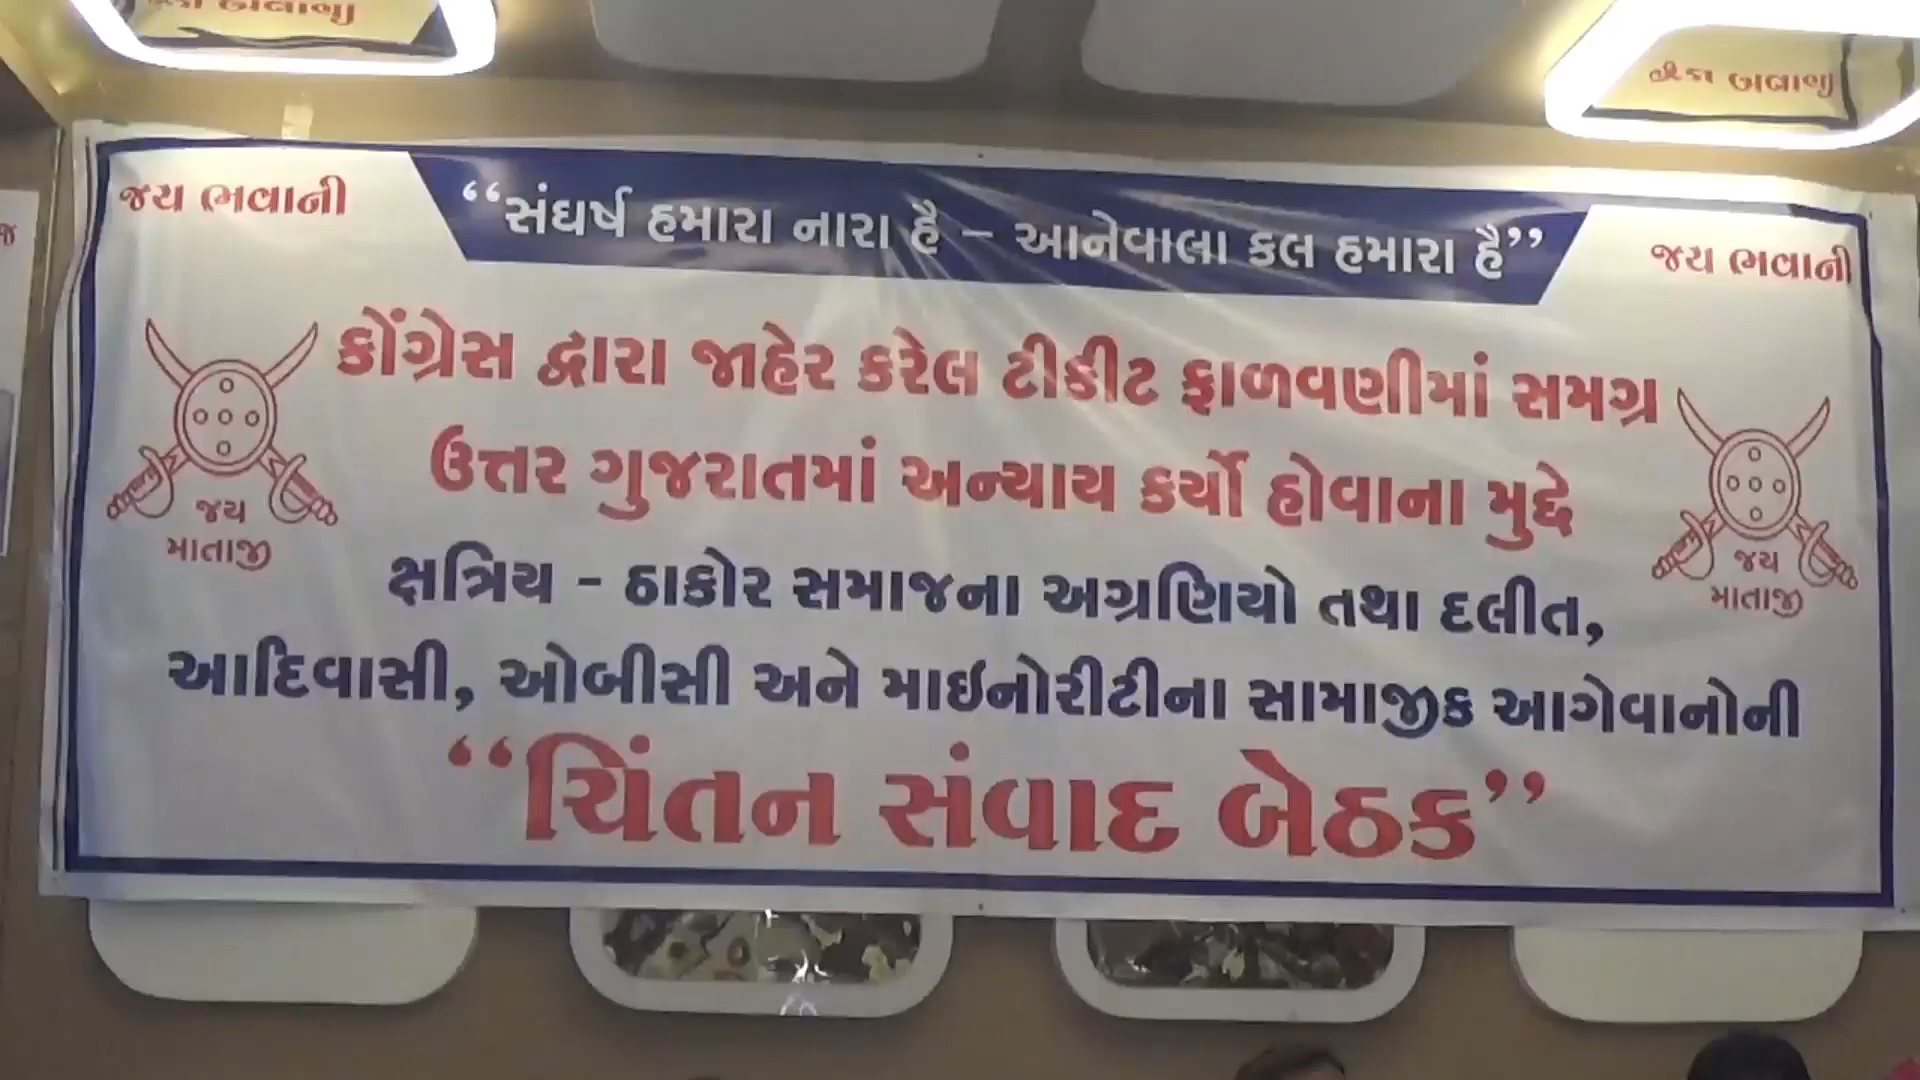 જય ભવાની
“સંઘર્ષ હમારા નારા હૈ – આનેવાલા કલ હમારા હૈ”
જય ભવાની
કોંગ્રેસ દ્વારા જાહેર કરેલ ટીકીટ ફાળવણીમાં સમગ્ર
ઉત્તર ગુજરાતમાં અન્યાય કર્યો હોવાના મુદ્દે
ક્ષત્રિય - ઠાકોર સમાજના અગ્રણિયો તથા દલીત,
આદિવાસી, ઓબીસી અને માઇનોરીટીના સામાજીક આગેવાનોની
“ચિંતન સંવાદ બેઠક”
જય
માતાજી
જય
માતાજી